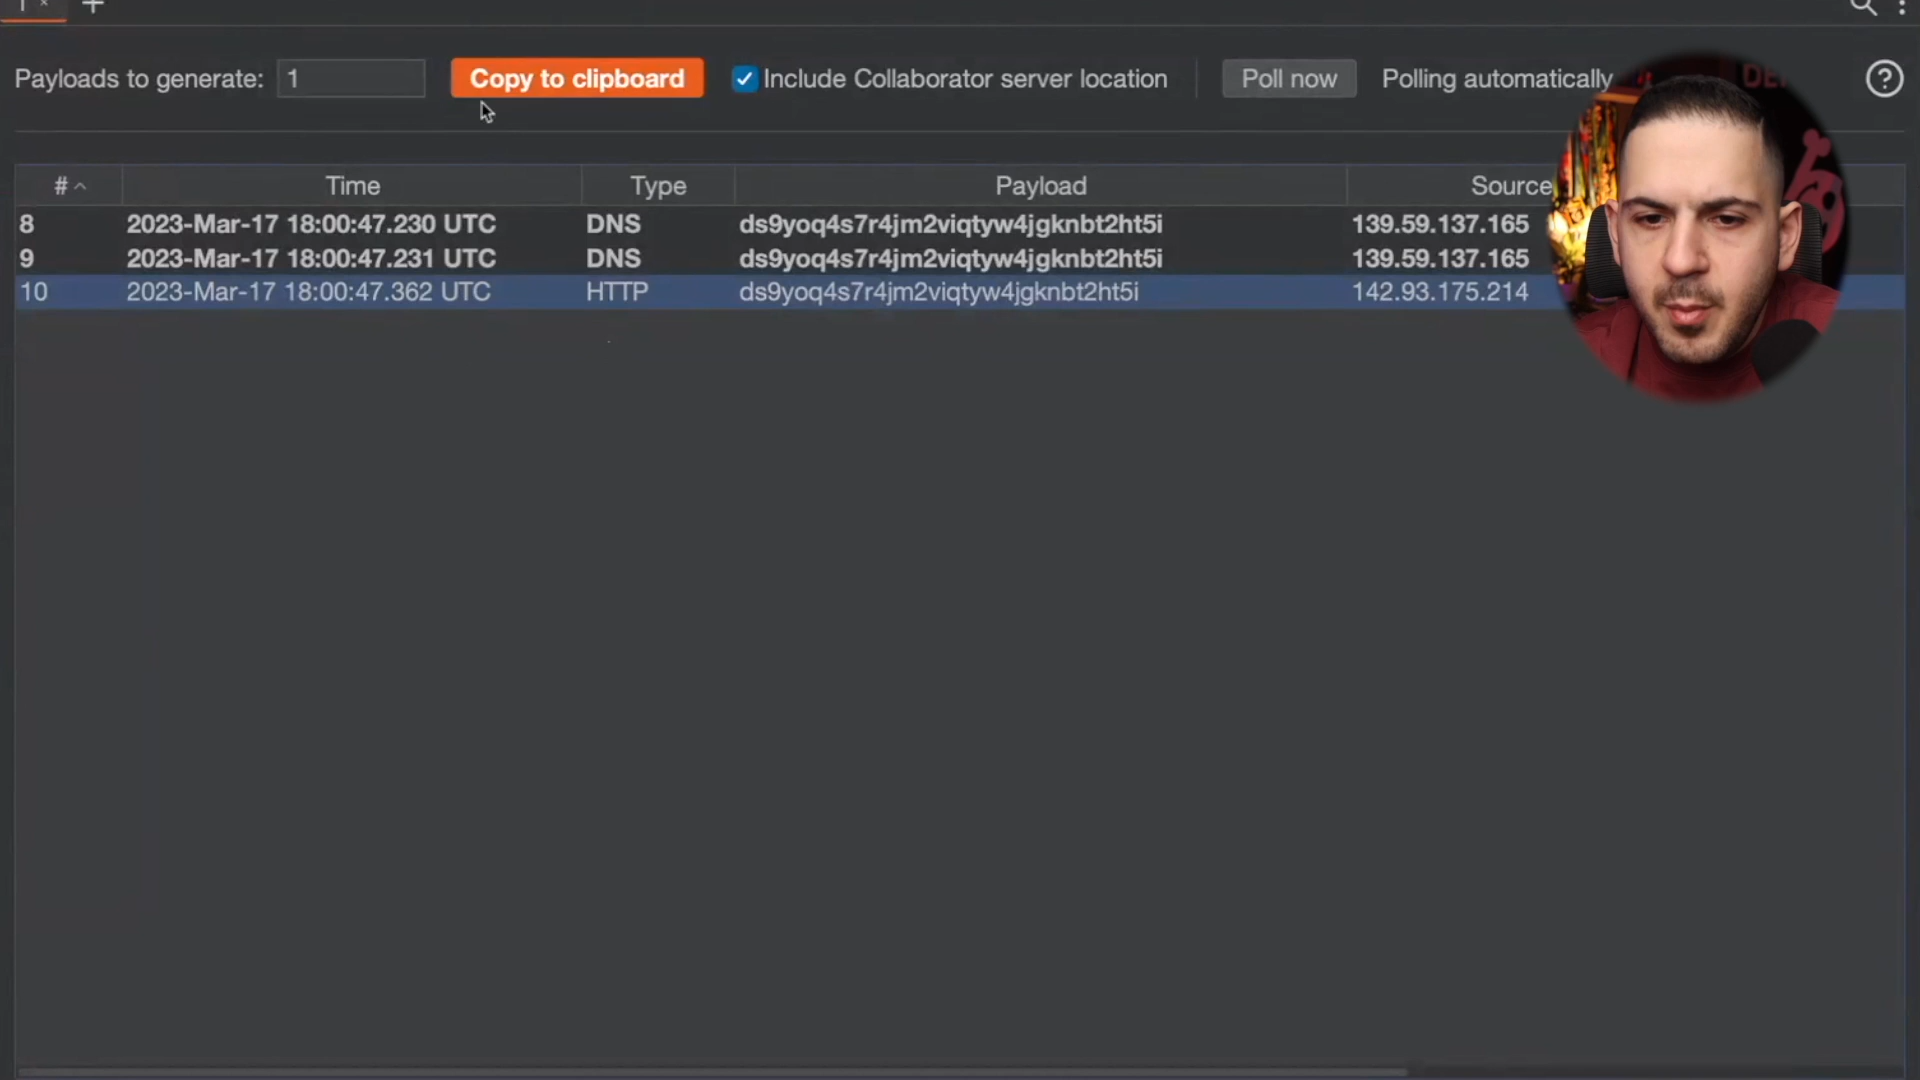 Payloads to generate: 1 Copy to clipboard Include Collaborator server location Poll now Polling automatically
# Time Type Payload Source
8 2023-Mar-17 18:00:47.230 UTC DNS ds9yoq4s7r4jm2viqtyw4jgknbt2ht5i 139.59.137.165
9 2023-Mar-17 18:00:47.231 UTC DNS ds9yoq4s7r4jm2viqtyw4jgknbt2ht5i 139.59.137.165
10 2023-Mar-17 18:00:47.362 UTC HTTP ds9yoq4s7r4jm2viqtyw4jgknbt2ht5i 142.93.175.214